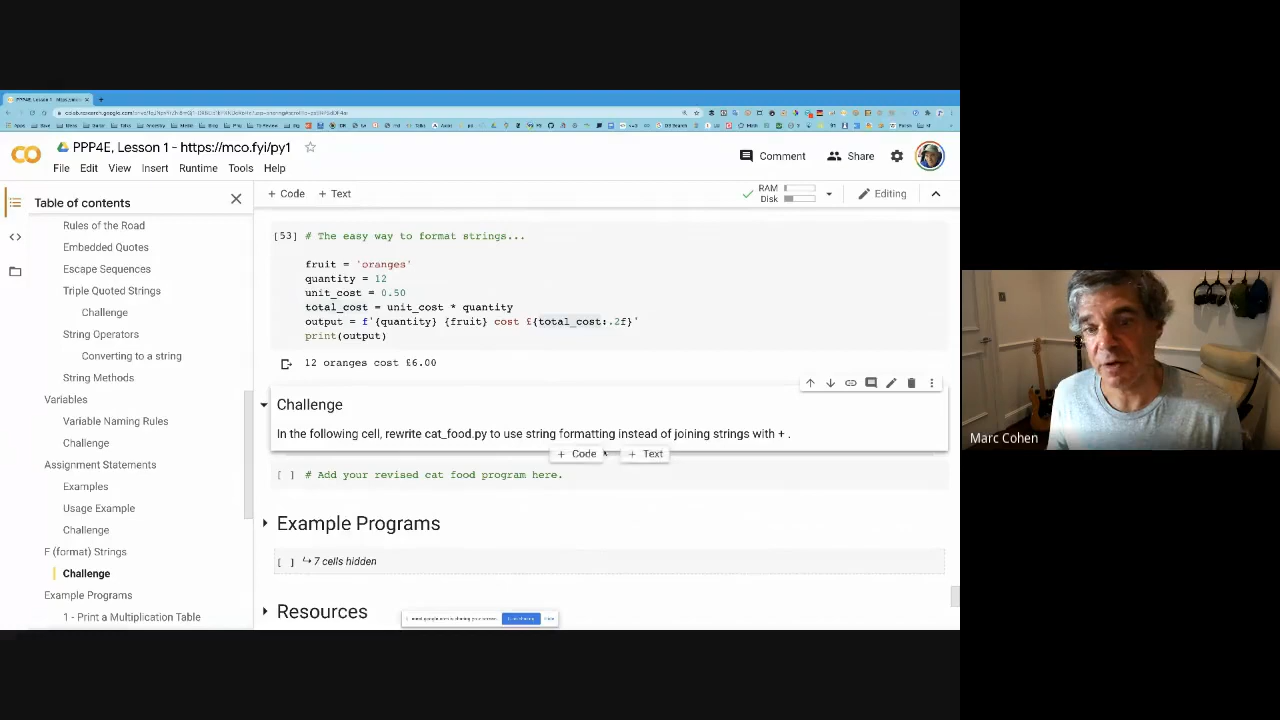 PPP4E, Lesson 1 - https://mco.fyi/py1
File Edit View Insert Runtime Tools Help
Comment
Share
+ Code + Text
RAM
Disk
Editing
Table of contents
Rules of the Road
Embedded Quotes
Escape Sequences
Triple Quoted Strings
Challenge
String Operators
Converting to a string
String Methods
Variables
Variable Naming Rules
Challenge
Assignment Statements
Examples
Usage Example
Challenge
F (format) Strings
Challenge
Example Programs
1 - Print a Multiplication Table
[53] # The easy way to format strings...
fruit = 'oranges'
quantity = 12
unit_cost = 0.50
total_cost = unit_cost * quantity
output = f'{quantity} {fruit} cost £{total_cost:.2f}'
print(output)
12 oranges cost £6.00
Challenge
In the following cell, rewrite cat_food.py to use string formatting instead of joining strings with + .
+ Code + Text
[ ] # Add your revised cat food program here.
Example Programs
[ ] ↳ 7 cells hidden
Resources
Marc Cohen